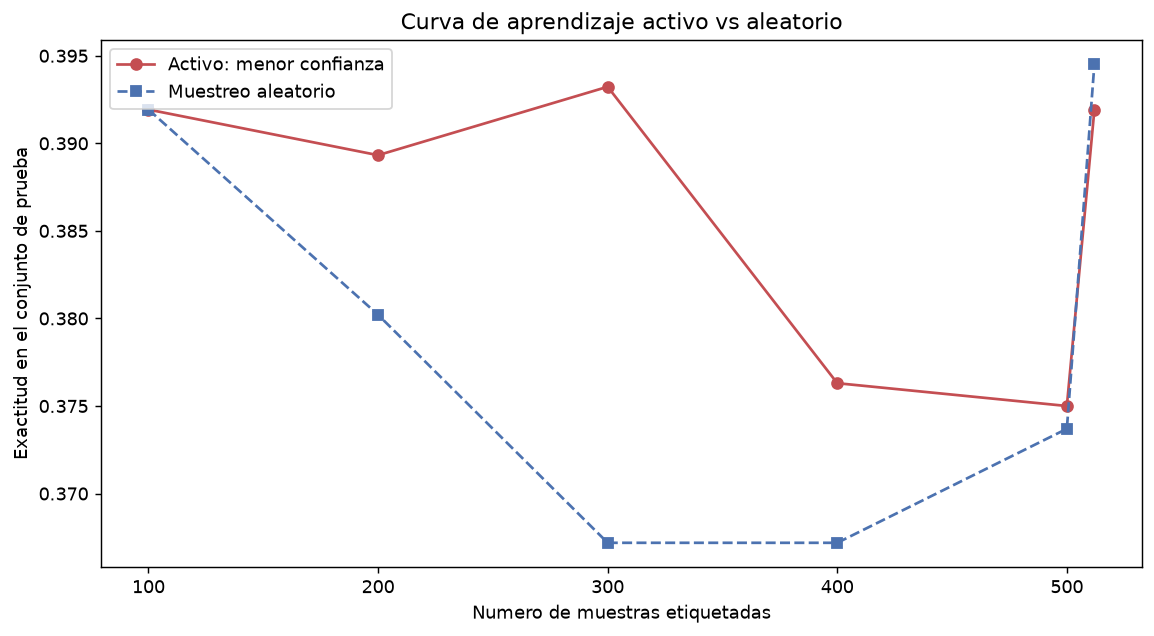 Curva de aprendizaje activo vs aleatorio
Activo: menor confianza
Muestreo aleatorio
Exactitud en el conjunto de prueba
0.395
0.390
0.385
0.380
0.375
0.370
100 200 300 400 500
Numero de muestras etiquetadas